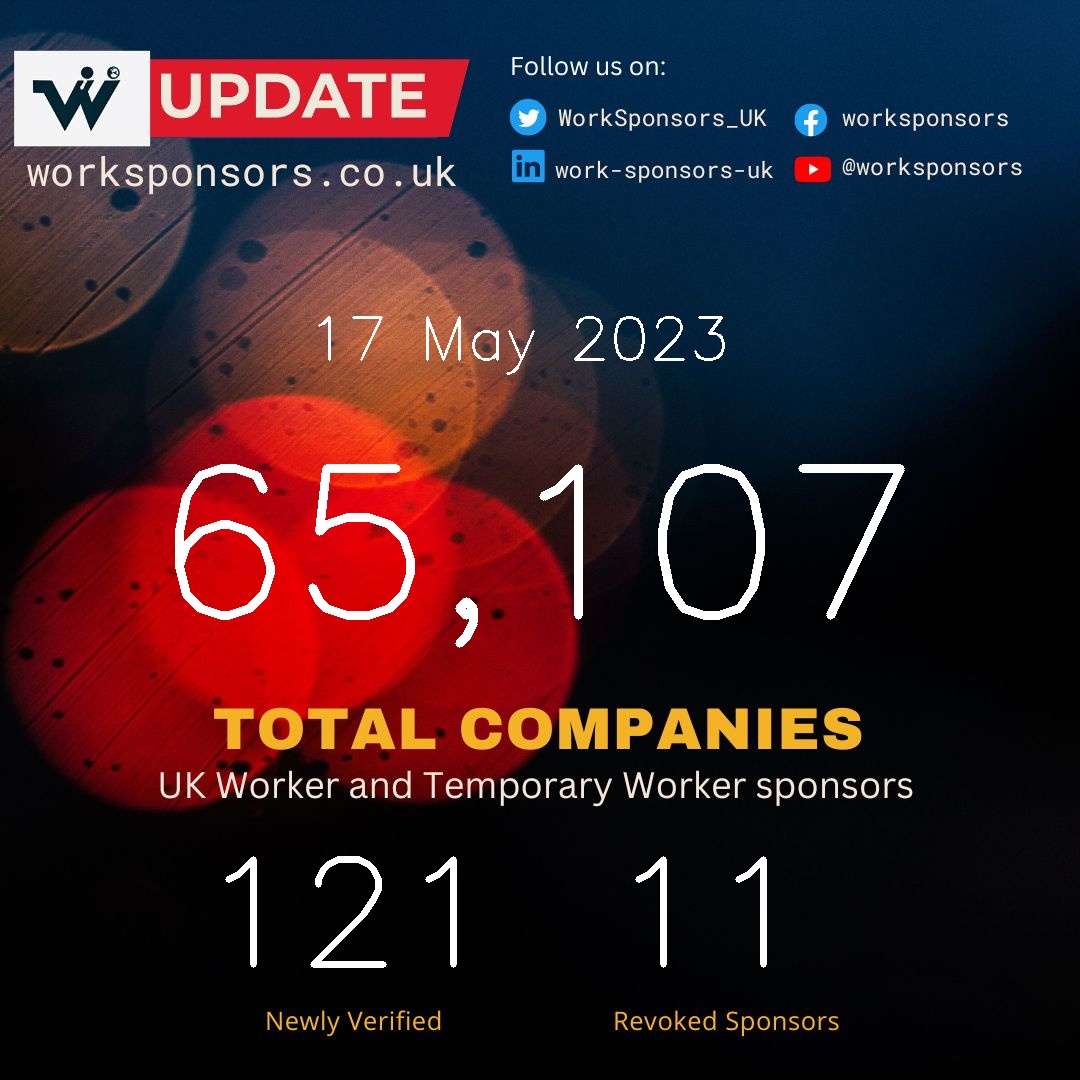 UPDATE
worksponsors.co.uk
Follow us on:
WorkSponsors_UK
worksponsors
work-sponsors-uk
@worksponsors
17 May 2023
65,107
TOTAL COMPANIES
UK Worker and Temporary Worker sponsors
121 11
Newly Verified Revoked Sponsors